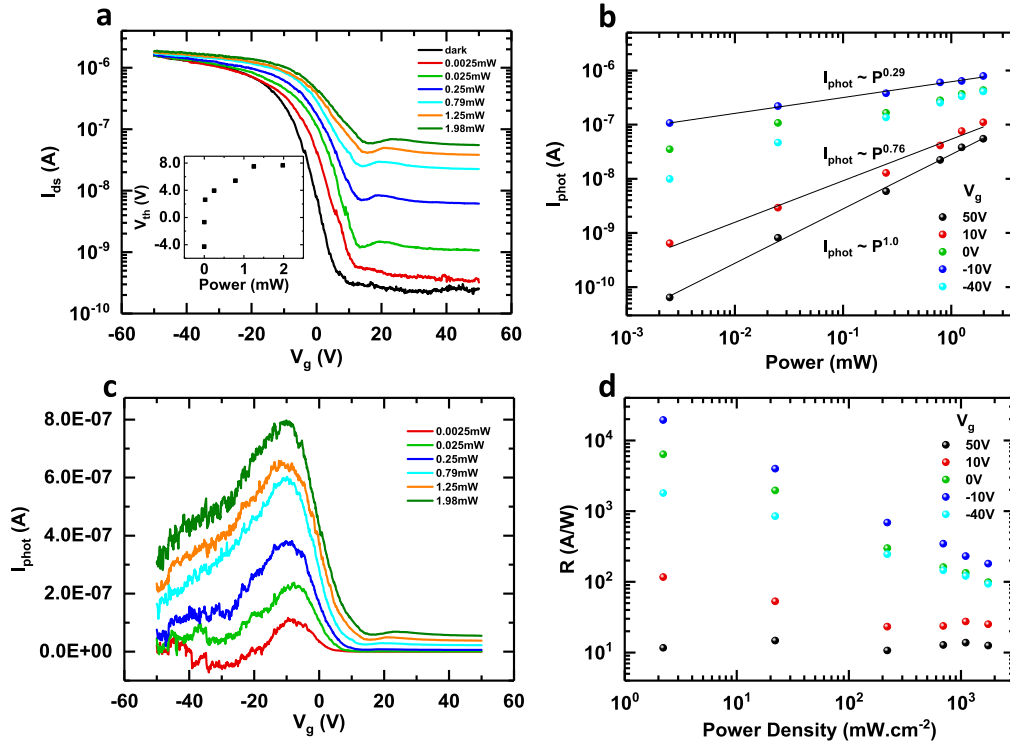 a
I_ds (A)
10^-6
10^-7
10^-8
10^-9
10^-10
dark
0.0025mW
0.025mW
0.25mW
0.79mW
1.25mW
1.98mW
V_th (V)
8.0
4.0
0.0
-4.0
0 1 2
Power (mW)
-60 -40 -20 0 20 40 60
V_g (V)
b
I_phot (A)
10^-6
10^-7
10^-8
10^-9
10^-10
I_phot ~ P^0.29
I_phot ~ P^0.76
I_phot ~ P^1.0
V_g
50V
10V
0V
-10V
-40V
10^-3 10^-2 10^-1 10^0
Power (mW)
c
I_phot (A)
8.0E-07
6.0E-07
4.0E-07
2.0E-07
0.0E+00
0.0025mW
0.025mW
0.25mW
0.79mW
1.25mW
1.98mW
-60 -40 -20 0 20 40 60
V_g (V)
d
R (A/W)
10^4
10^3
10^2
10^1
V_g
50V
10V
0V
-10V
-40V
10^0 10^1 10^2 10^3
Power Density (mW.cm^-2)